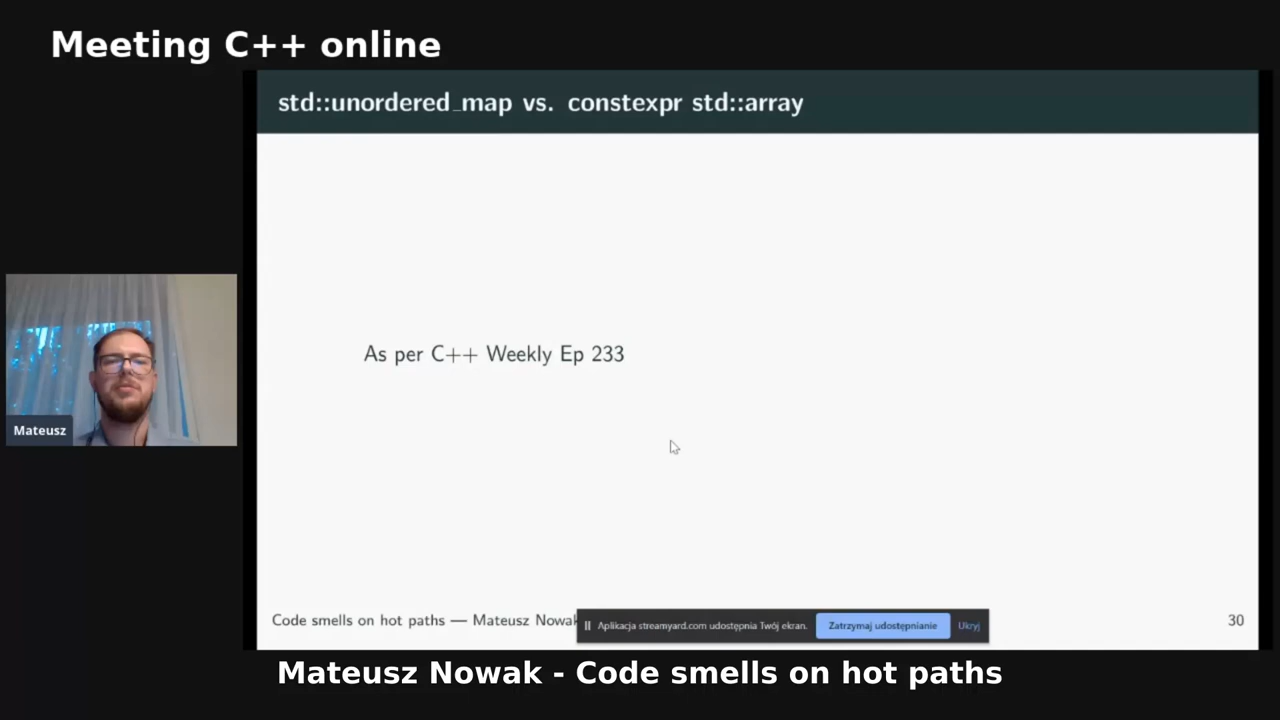 Meeting C++ online
std::unordered_map vs. constexpr std::array
As per C++ Weekly Ep 233
Mateusz
Code smells on hot paths — Mateusz Nowak
Aplikacja streamyard.com udostępnia Twój ekran.
Zatrzymaj udostępnianie
Ukryj
30
Mateusz Nowak - Code smells on hot paths